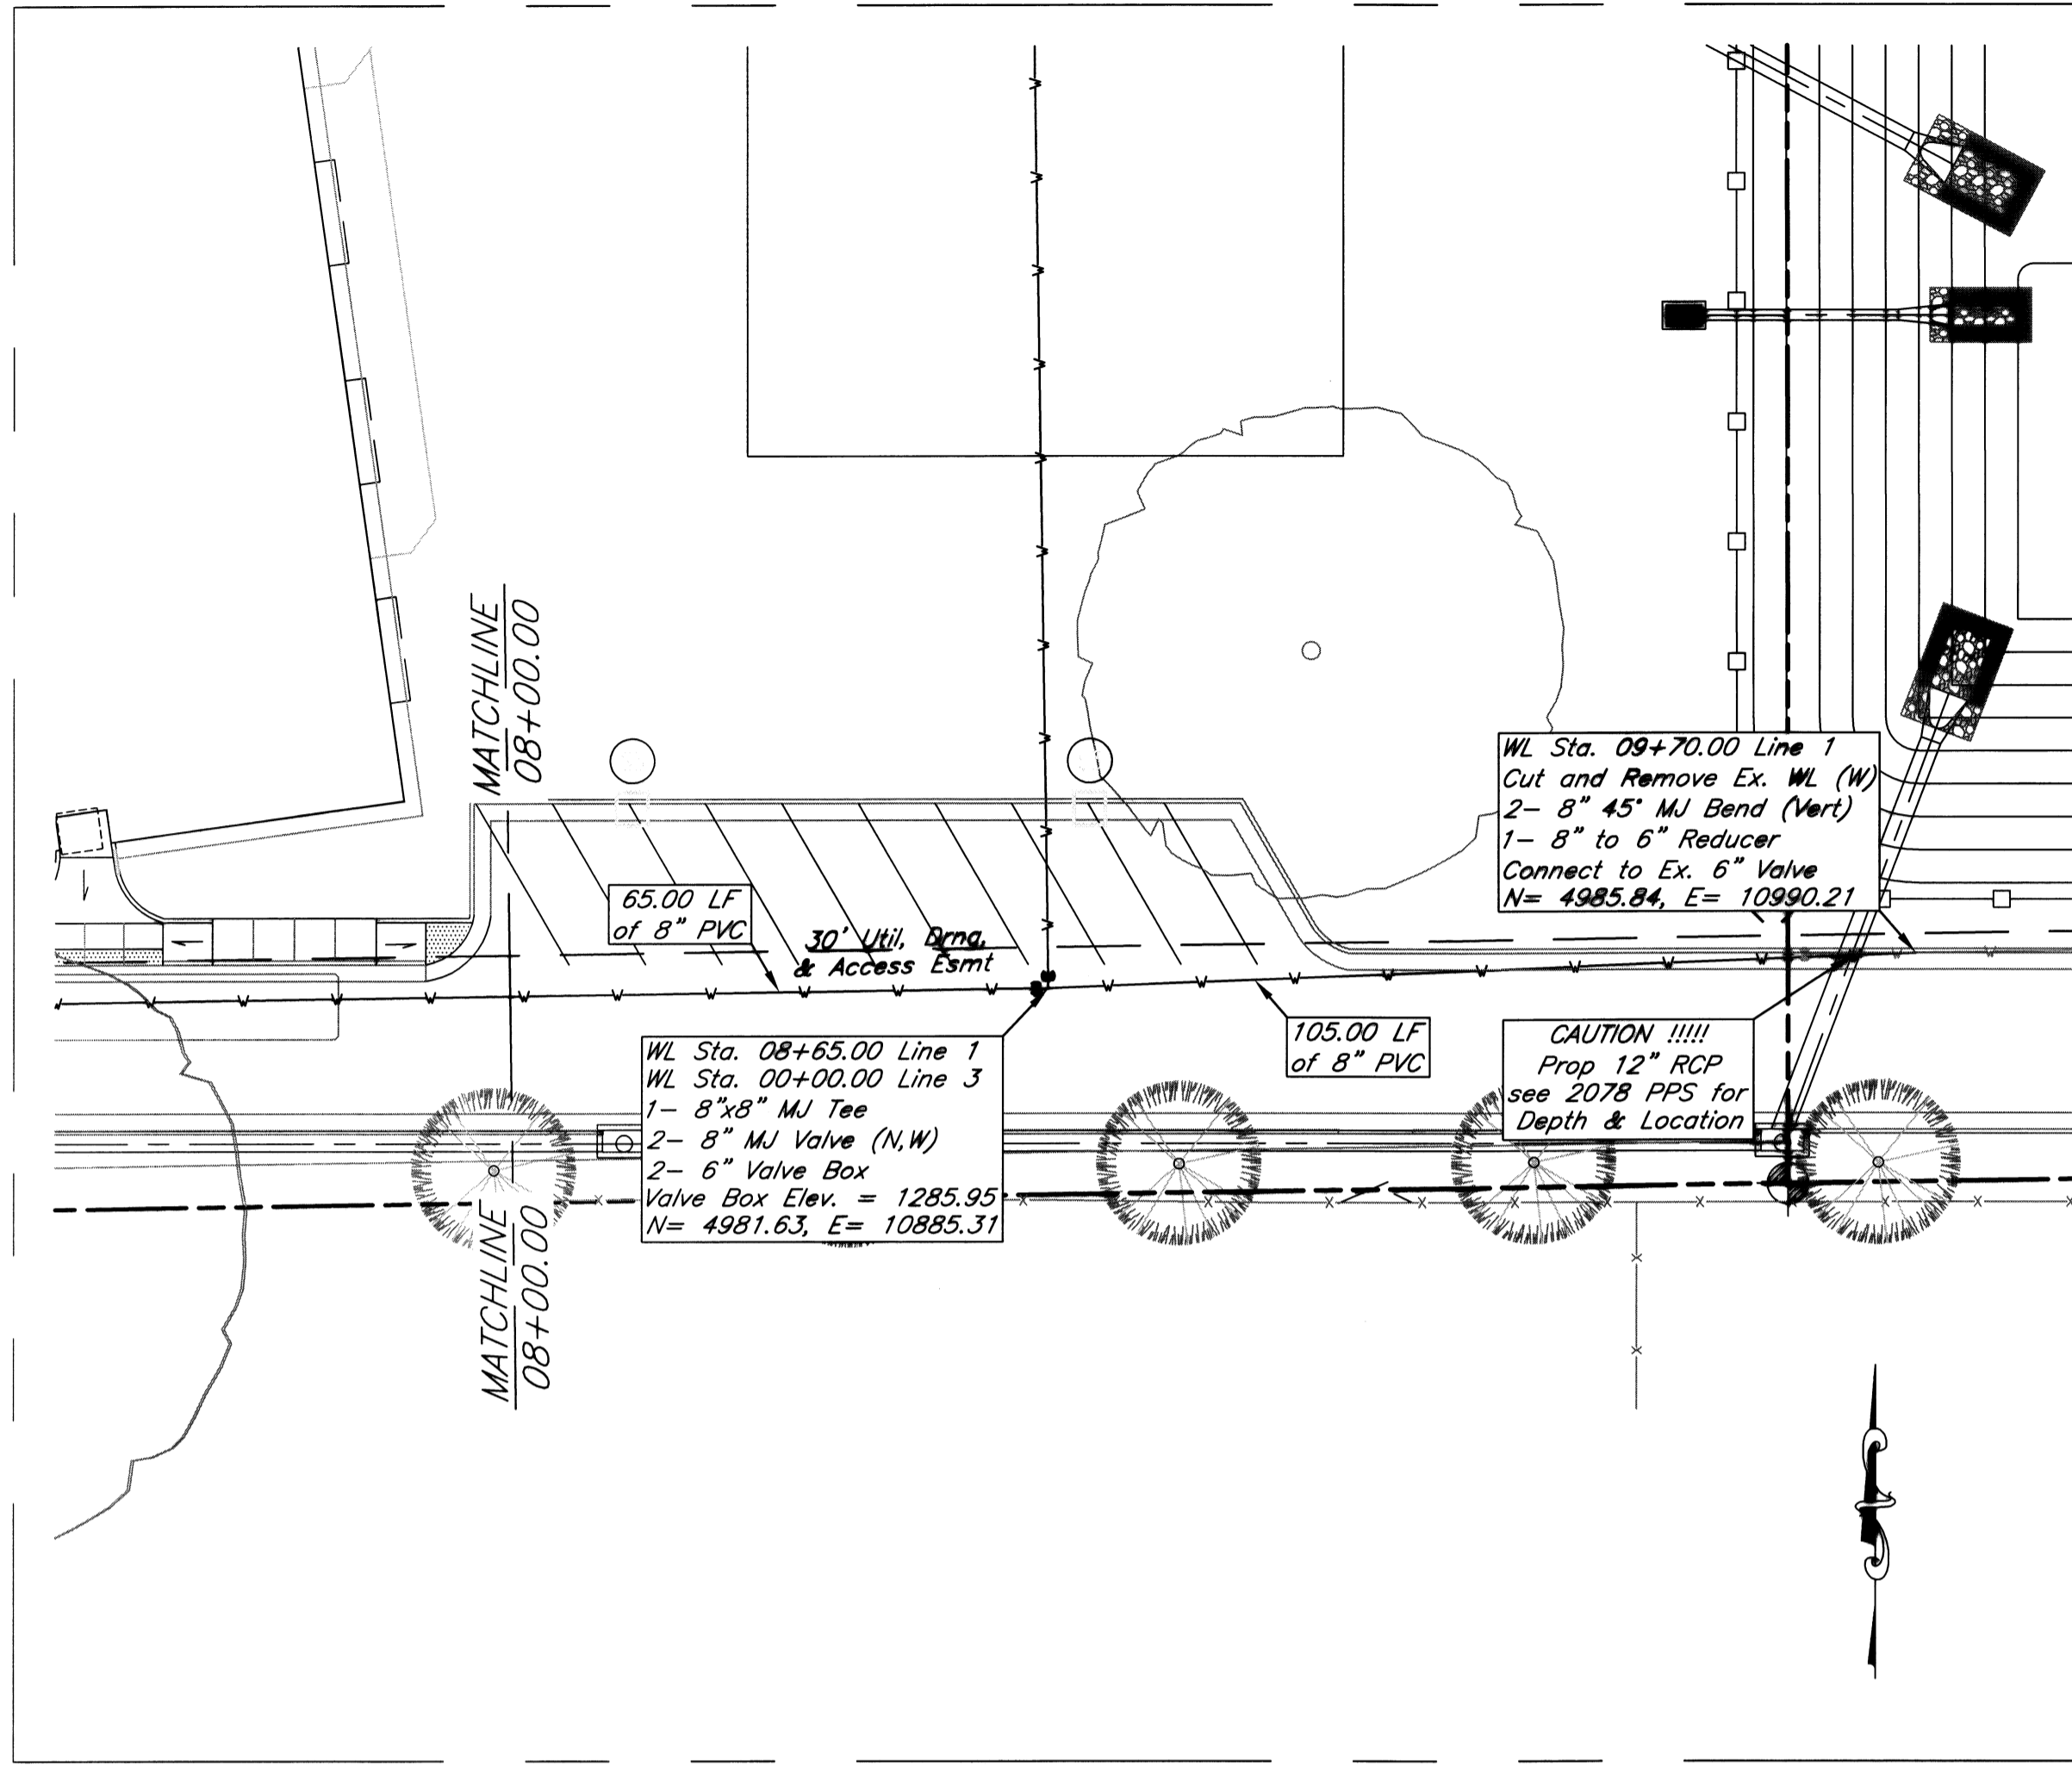 MATCHLINE
08+00.00
WL Sta. 09+70.00 Line 1
Cut and Remove Ex. WL (W)
2- 8" 45° MJ Bend (Vert)
1- 8" to 6" Reducer
Connect to Ex. 6" Valve
N= 4985.84, E= 10990.21
65.00 LF
of 8" PVC
30' Util, Drng,
& Access Esmt
105.00 LF
of 8" PVC
CAUTION !!!!!
Prop 12" RCP
see 2078 PPS for
Depth & Location
WL Sta. 08+65.00 Line 1
WL Sta. 00+00.00 Line 3
1- 8"x8" MJ Tee
2- 8" MJ Valve (N,W)
2- 6" Valve Box
Valve Box Elev. = 1285.95
N= 4981.63, E= 10885.31
MATCHLINE
08+00.00